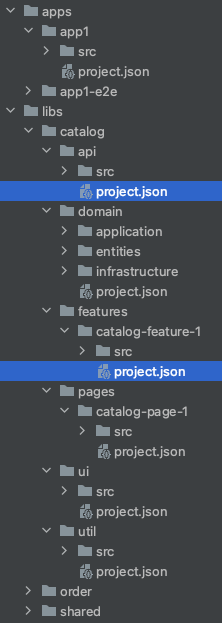 apps
app1
src
project.json
app1-e2e
libs
catalog
api
src
project.json
domain
application
entities
infrastructure
project.json
features
catalog-feature-1
src
project.json
pages
catalog-page-1
src
project.json
ui
src
project.json
util
src
project.json
order
shared